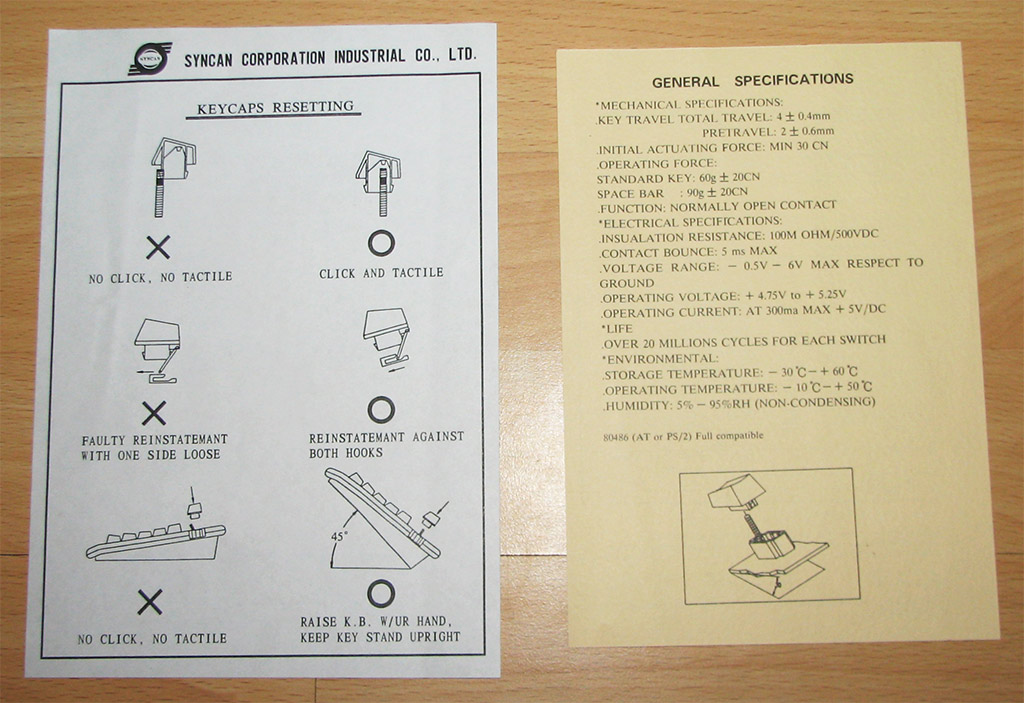 SYNCAN
SYNCAN CORPORATION INDUSTRIAL CO., LTD.
KEYCAPS RESETTING
NO CLICK, NO TACTILE
CLICK AND TACTILE
FAULTY REINSTATEMANT
WITH ONE SIDE LOOSE
REINSTATEMANT AGAINST
BOTH HOOKS
45°
NO CLICK, NO TACTILE
RAISE K.B. W/UR HAND,
KEEP KEY STAND UPRIGHT
GENERAL SPECIFICATIONS
*MECHANICAL SPECIFICATIONS:
.KEY TRAVEL TOTAL TRAVEL: 4 ± 0.4mm
PRETRAVEL: 2 ± 0.6mm
.INITIAL ACTUATING FORCE: MIN 30 CN
.OPERATING FORCE:
STANDARD KEY: 60g ± 20CN
SPACE BAR : 90g ± 20CN
.FUNCTION: NORMALLY OPEN CONTACT
*ELECTRICAL SPECIFICATIONS:
.INSUALATION RESISTANCE: 100M OHM/500VDC
.CONTACT BOUNCE: 5 ms MAX
.VOLTAGE RANGE: − 0.5V − 6V MAX RESPECT TO
GROUND
.OPERATING VOLTAGE: + 4.75V to + 5.25V
.OPERATING CURRENT: AT 300ma MAX + 5V/DC
*LIFE
.OVER 20 MILLIONS CYCLES FOR EACH SWITCH
*ENVIRONMENTAL:
.STORAGE TEMPERATURE: − 30℃−+ 60℃
.OPERATING TEMPERATURE: − 10℃−+ 50℃
.HUMIDITY: 5% − 95%RH (NON-CONDENSING)
80486 (AT or PS/2) Full compatible